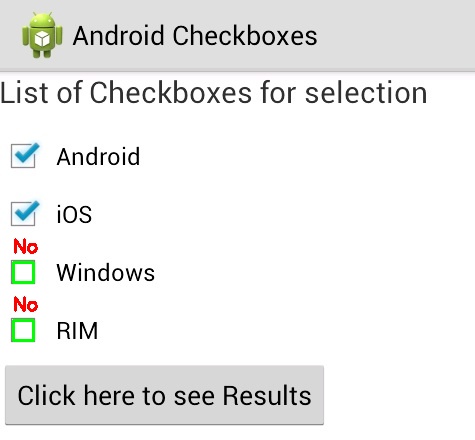 Android Checkboxes
List of Checkboxes for selection
Android
iOS
No
Windows
No
RIM
Click here to see Results